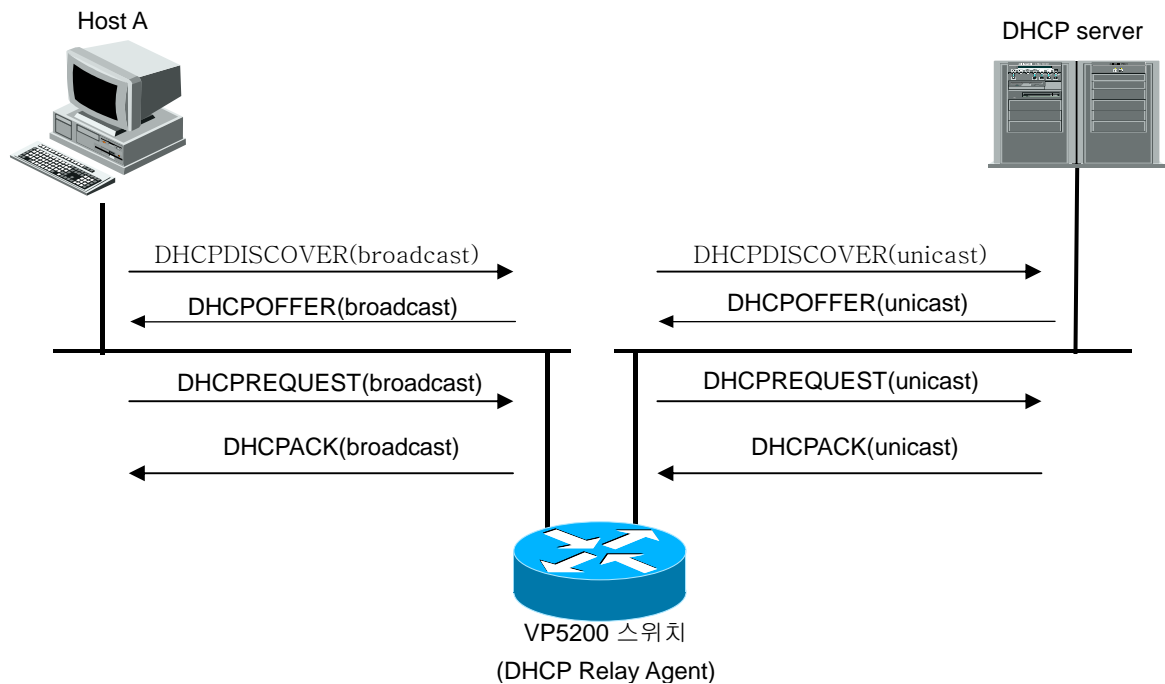 Host A
DHCP server
DHCPDISCOVER(broadcast)
DHCPDISCOVER(unicast)
DHCPOFFER(broadcast)
DHCPOFFER(unicast)
DHCPREQUEST(broadcast)
DHCPREQUEST(unicast)
DHCPACK(broadcast)
DHCPACK(unicast)
VP5200 스위치
(DHCP Relay Agent)